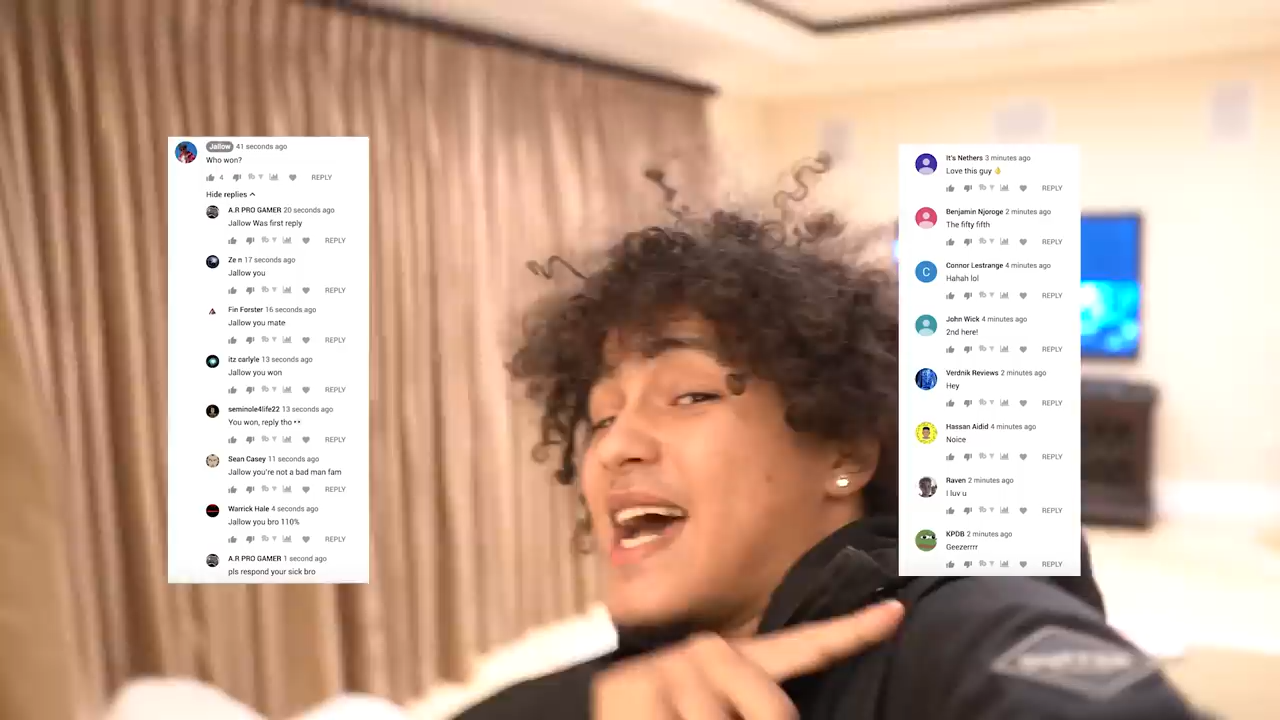 Jallow 41 seconds ago
Who won?
4 REPLY
Hide replies
A.R PRO GAMER 20 seconds ago
Jallow Was first reply
REPLY
Ze n 17 seconds ago
Jallow you
REPLY
Fin Forster 16 seconds ago
Jallow you mate
REPLY
itz carlyle 13 seconds ago
Jallow you won
REPLY
seminole4life22 13 seconds ago
You won, reply tho 👀
REPLY
Sean Casey 11 seconds ago
Jallow you're not a bad man fam
REPLY
Warrick Hale 4 seconds ago
Jallow you bro 110%
REPLY
A.R PRO GAMER 1 second ago
pls respond your sick bro
It's Nethers 3 minutes ago
Love this guy 👌
REPLY
Benjamin Njoroge 2 minutes ago
The fifty fifth
REPLY
Connor Lestrange 4 minutes ago
Hahah lol
C
REPLY
John Wick 4 minutes ago
2nd here!
REPLY
Verdnik Reviews 2 minutes ago
Hey
REPLY
Hassan Aidid 4 minutes ago
Noice
REPLY
Raven 2 minutes ago
I luv u
REPLY
KPDB 2 minutes ago
Geezerrrr
REPLY